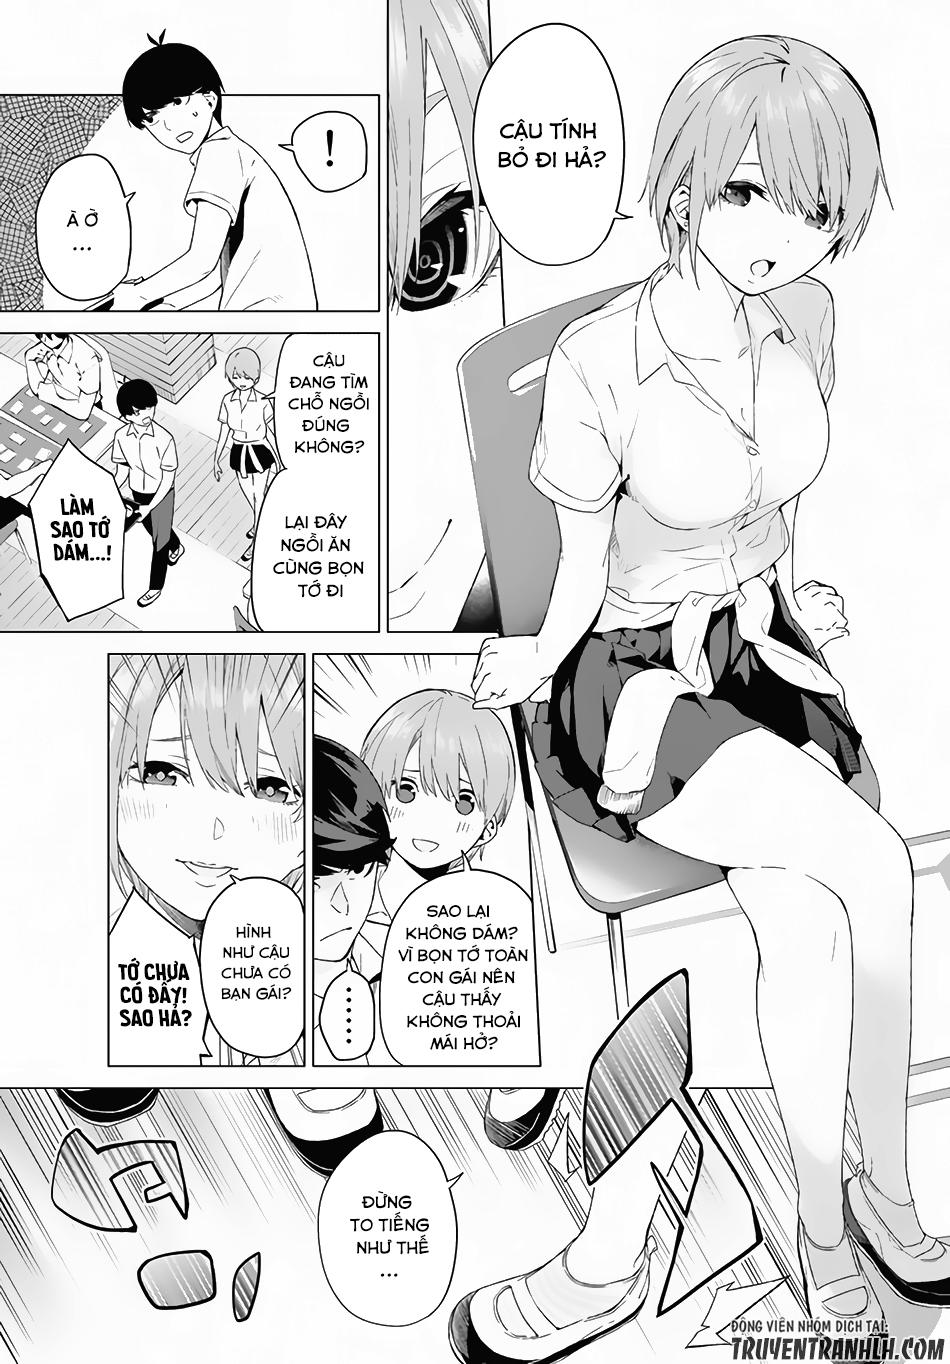 CẬU TÍNH
BỎ ĐI HẢ?
!
À Ờ
...
CẬU
ĐANG TÌM
CHỖ NGỒI
ĐÚNG
KHÔNG?
LẠI ĐÂY
NGỒI ĂN
CÙNG BỌN
TỚ ĐI
LÀM
SAO TỚ
DÁM...!
SAO LẠI
KHÔNG DÁM?
VÌ BỌN TỚ TOÀN
CON GÁI NÊN
CẬU THẤY
KHÔNG THOẢI
MÁI HỞ?
......
HÌNH
NHƯ CẬU
CHƯA CÓ
BẠN GÁI?
TỚ CHƯA
CÓ ĐẤY!
SAO HẢ?
ĐỪNG
TO TIẾNG
NHƯ THẾ
...
ĐỘNG VIÊN NHÓM DỊCH TẠI:
TRUYENTRANHLH.COM